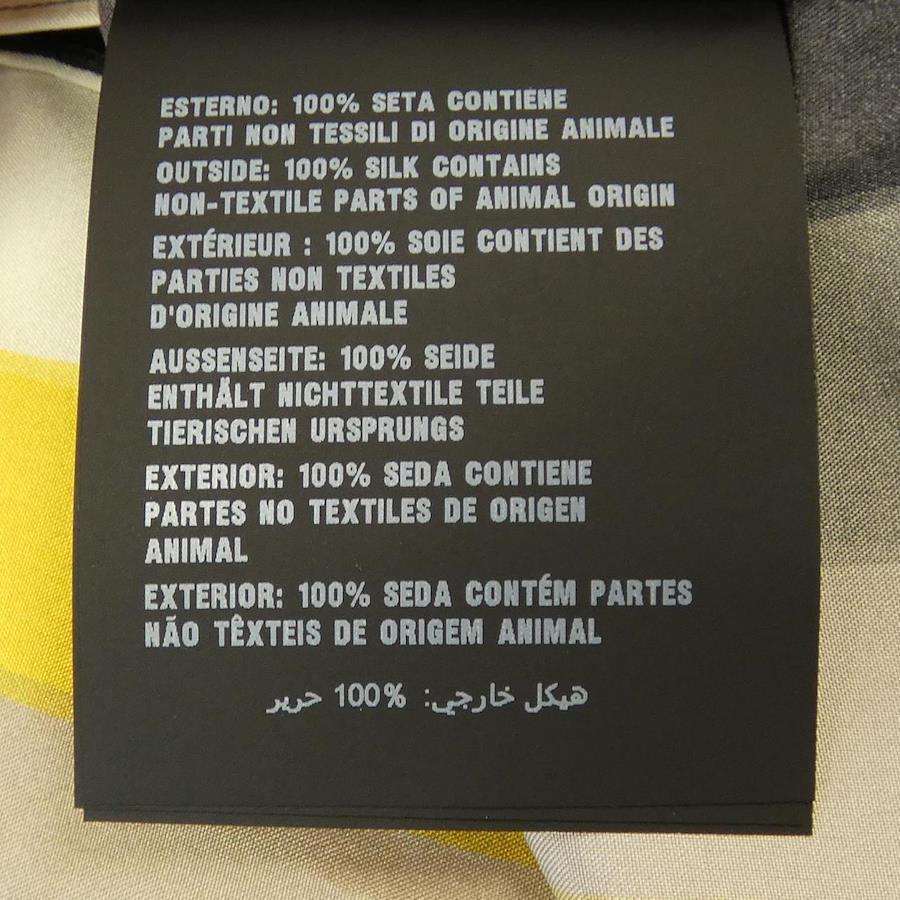 ESTERNO: 100% SETA CONTIENE
PARTI NON TESSILI DI ORIGINE ANIMALE
OUTSIDE: 100% SILK CONTAINS
NON-TEXTILE PARTS OF ANIMAL ORIGIN
EXTÉRIEUR : 100% SOIE CONTIENT DES
PARTIES NON TEXTILES
D'ORIGINE ANIMALE
AUSSENSEITE: 100% SEIDE
ENTHÄLT NICHTTEXTILE TEILE
TIERISCHEN URSPRUNGS
EXTERIOR: 100% SEDA CONTIENE
PARTES NO TEXTILES DE ORIGEN
ANIMAL
EXTERIOR: 100% SEDA CONTÉM PARTES
NÃO TÊXTEIS DE ORIGEM ANIMAL
هيكل خارجي: 100% حرير